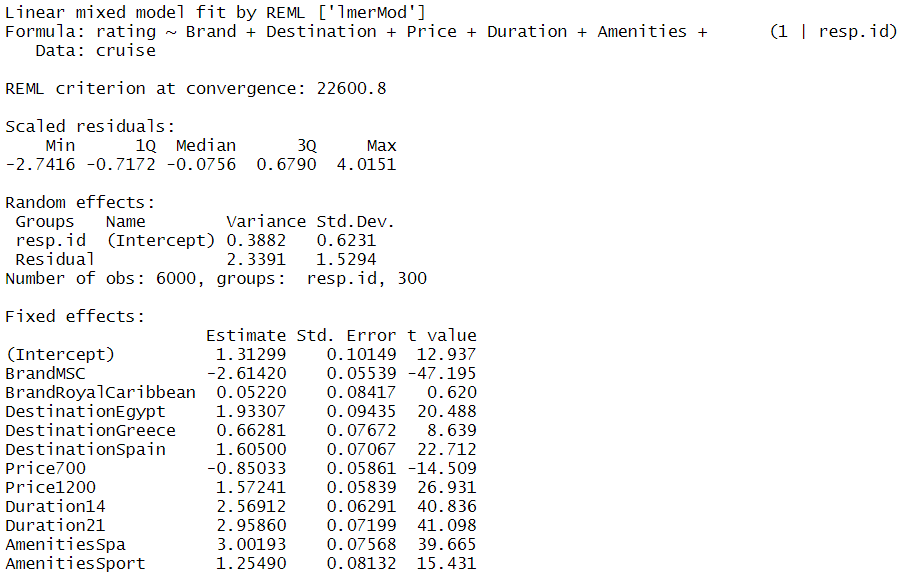 Linear mixed model fit by REML ['lmerMod']
Formula: rating ~ Brand + Destination + Price + Duration + Amenities +      (1 | resp.id)
   Data: cruise

REML criterion at convergence: 22600.8

Scaled residuals:
    Min      1Q  Median      3Q     Max
-2.7416 -0.7172 -0.0756  0.6790  4.0151

Random effects:
 Groups   Name        Variance Std.Dev.
 resp.id  (Intercept) 0.3882   0.6231
 Residual             2.3391   1.5294
Number of obs: 6000, groups:  resp.id, 300

Fixed effects:
                    Estimate Std. Error t value
(Intercept)          1.31299    0.10149  12.937
BrandMSC            -2.61420    0.05539 -47.195
BrandRoyalCaribbean  0.05220    0.08417   0.620
DestinationEgypt     1.93307    0.09435  20.488
DestinationGreece    0.66281    0.07672   8.639
DestinationSpain     1.60500    0.07067  22.712
Price700            -0.85033    0.05861 -14.509
Price1200            1.57241    0.05839  26.931
Duration14           2.56912    0.06291  40.836
Duration21           2.95860    0.07199  41.098
AmenitiesSpa         3.00193    0.07568  39.665
AmenitiesSport       1.25490    0.08132  15.431